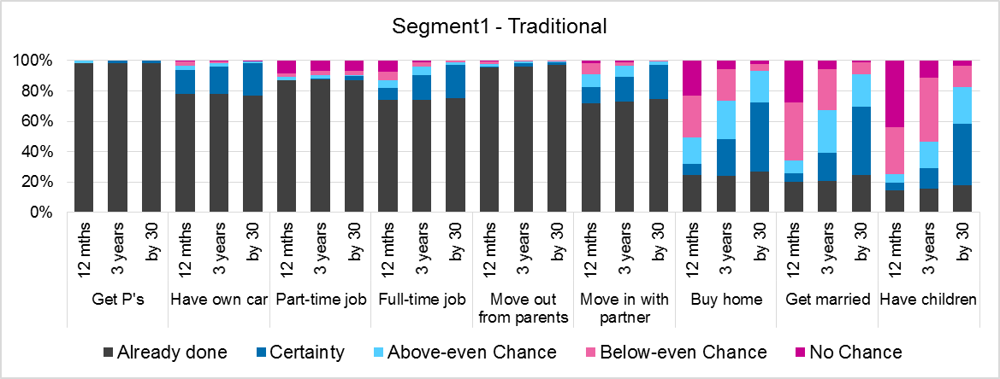 Segment1 - Traditional
100%
80%
60%
40%
20%
0%
12 mths 3 years by 30 12 mths 3 years by 30 12 mths 3 years by 30 12 mths 3 years by 30 12 mths 3 years by 30 12 mths 3 years by 30 12 mths 3 years by 30 12 mths 3 years by 30 12 mths 3 years by 30
Get P's Have own car Part-time job Full-time job Move out Move in with Buy home Get married Have children
from parents partner
Already done Certainty Above-even Chance Below-even Chance No Chance